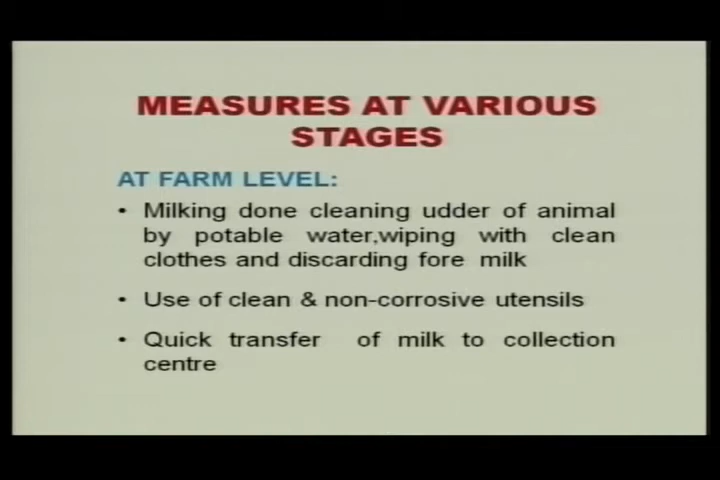 MEASURES AT VARIOUS
STAGES
AT FARM LEVEL:
• Milking done cleaning udder of animal
by potable water,wiping with clean
clothes and discarding fore milk
• Use of clean & non-corrosive utensils
• Quick transfer of milk to collection
centre